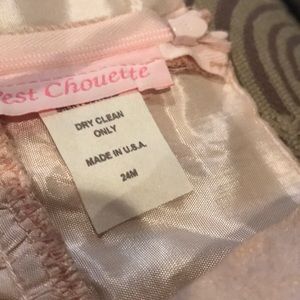 est Chouette
DRY CLEAN
ONLY
MADE IN U.S.A.
24M